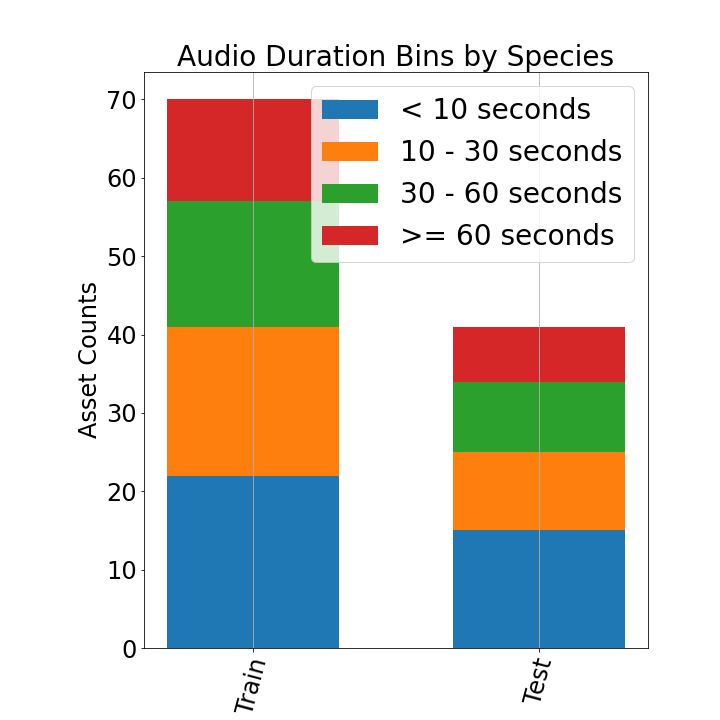 Audio Duration Bins by Species
< 10 seconds
10 - 30 seconds
30 - 60 seconds
>= 60 seconds
Asset Counts
70
60
50
40
30
20
10
0
Train
Test